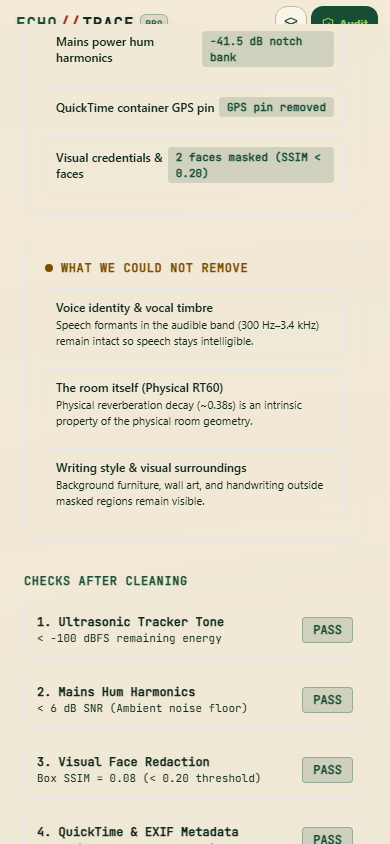 ECHO//TRACE PRO
<> Audit
Mains power hum
harmonics
-41.5 dB notch
bank
QuickTime container GPS pin
GPS pin removed
Visual credentials &
faces
2 faces masked (SSIM <
0.20)
WHAT WE COULD NOT REMOVE
Voice identity & vocal timbre
Speech formants in the audible band (300 Hz–3.4 kHz)
remain intact so speech stays intelligible.
The room itself (Physical RT60)
Physical reverberation decay (~0.38s) is an intrinsic
property of the physical room geometry.
Writing style & visual surroundings
Background furniture, wall art, and handwriting outside
masked regions remain visible.
CHECKS AFTER CLEANING
1. Ultrasonic Tracker Tone
< -100 dBFS remaining energy
PASS
2. Mains Hum Harmonics
< 6 dB SNR (Ambient noise floor)
PASS
3. Visual Face Redaction
Box SSIM = 0.08 (< 0.20 threshold)
PASS
4. QuickTime & EXIF Metadata
PASS